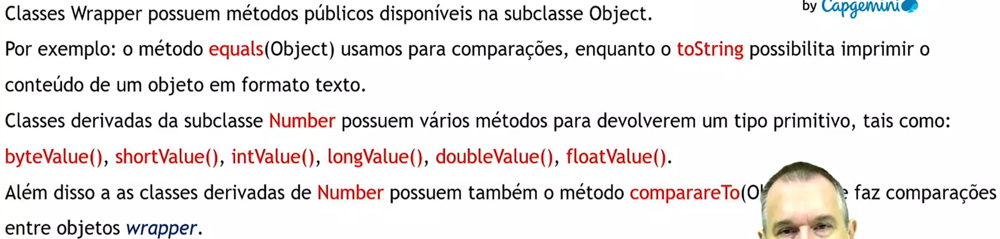 by Capgemini
Classes Wrapper possuem métodos públicos disponíveis na subclasse Object.
Por exemplo: o método equals(Object) usamos para comparações, enquanto o toString possibilita imprimir o
conteúdo de um objeto em formato texto.
Classes derivadas da subclasse Number possuem vários métodos para devolverem um tipo primitivo, tais como:
byteValue(), shortValue(), intValue(), longValue(), doubleValue(), floatValue().
Além disso a as classes derivadas de Number possuem também o método comparareTo( faz comparações
entre objetos wrapper.